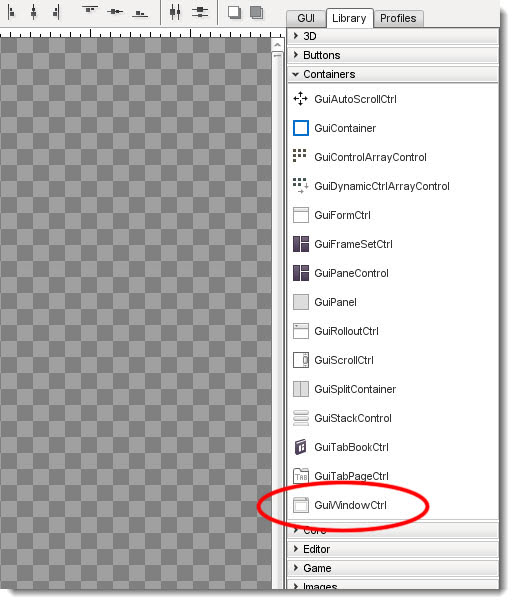 GUI Library Profiles
3D
Buttons
Containers
GuiAutoScrollCtrl
GuiContainer
GuiControlArrayControl
GuiDynamicCtrlArrayControl
GuiFormCtrl
GuiFrameSetCtrl
GuiPaneControl
GuiPanel
GuiRolloutCtrl
GuiScrollCtrl
GuiSplitContainer
GuiStackControl
GuiTabBookCtrl
TAB GuiTabPageCtrl
GuiWindowCtrl
Core
Editor
Game
Images